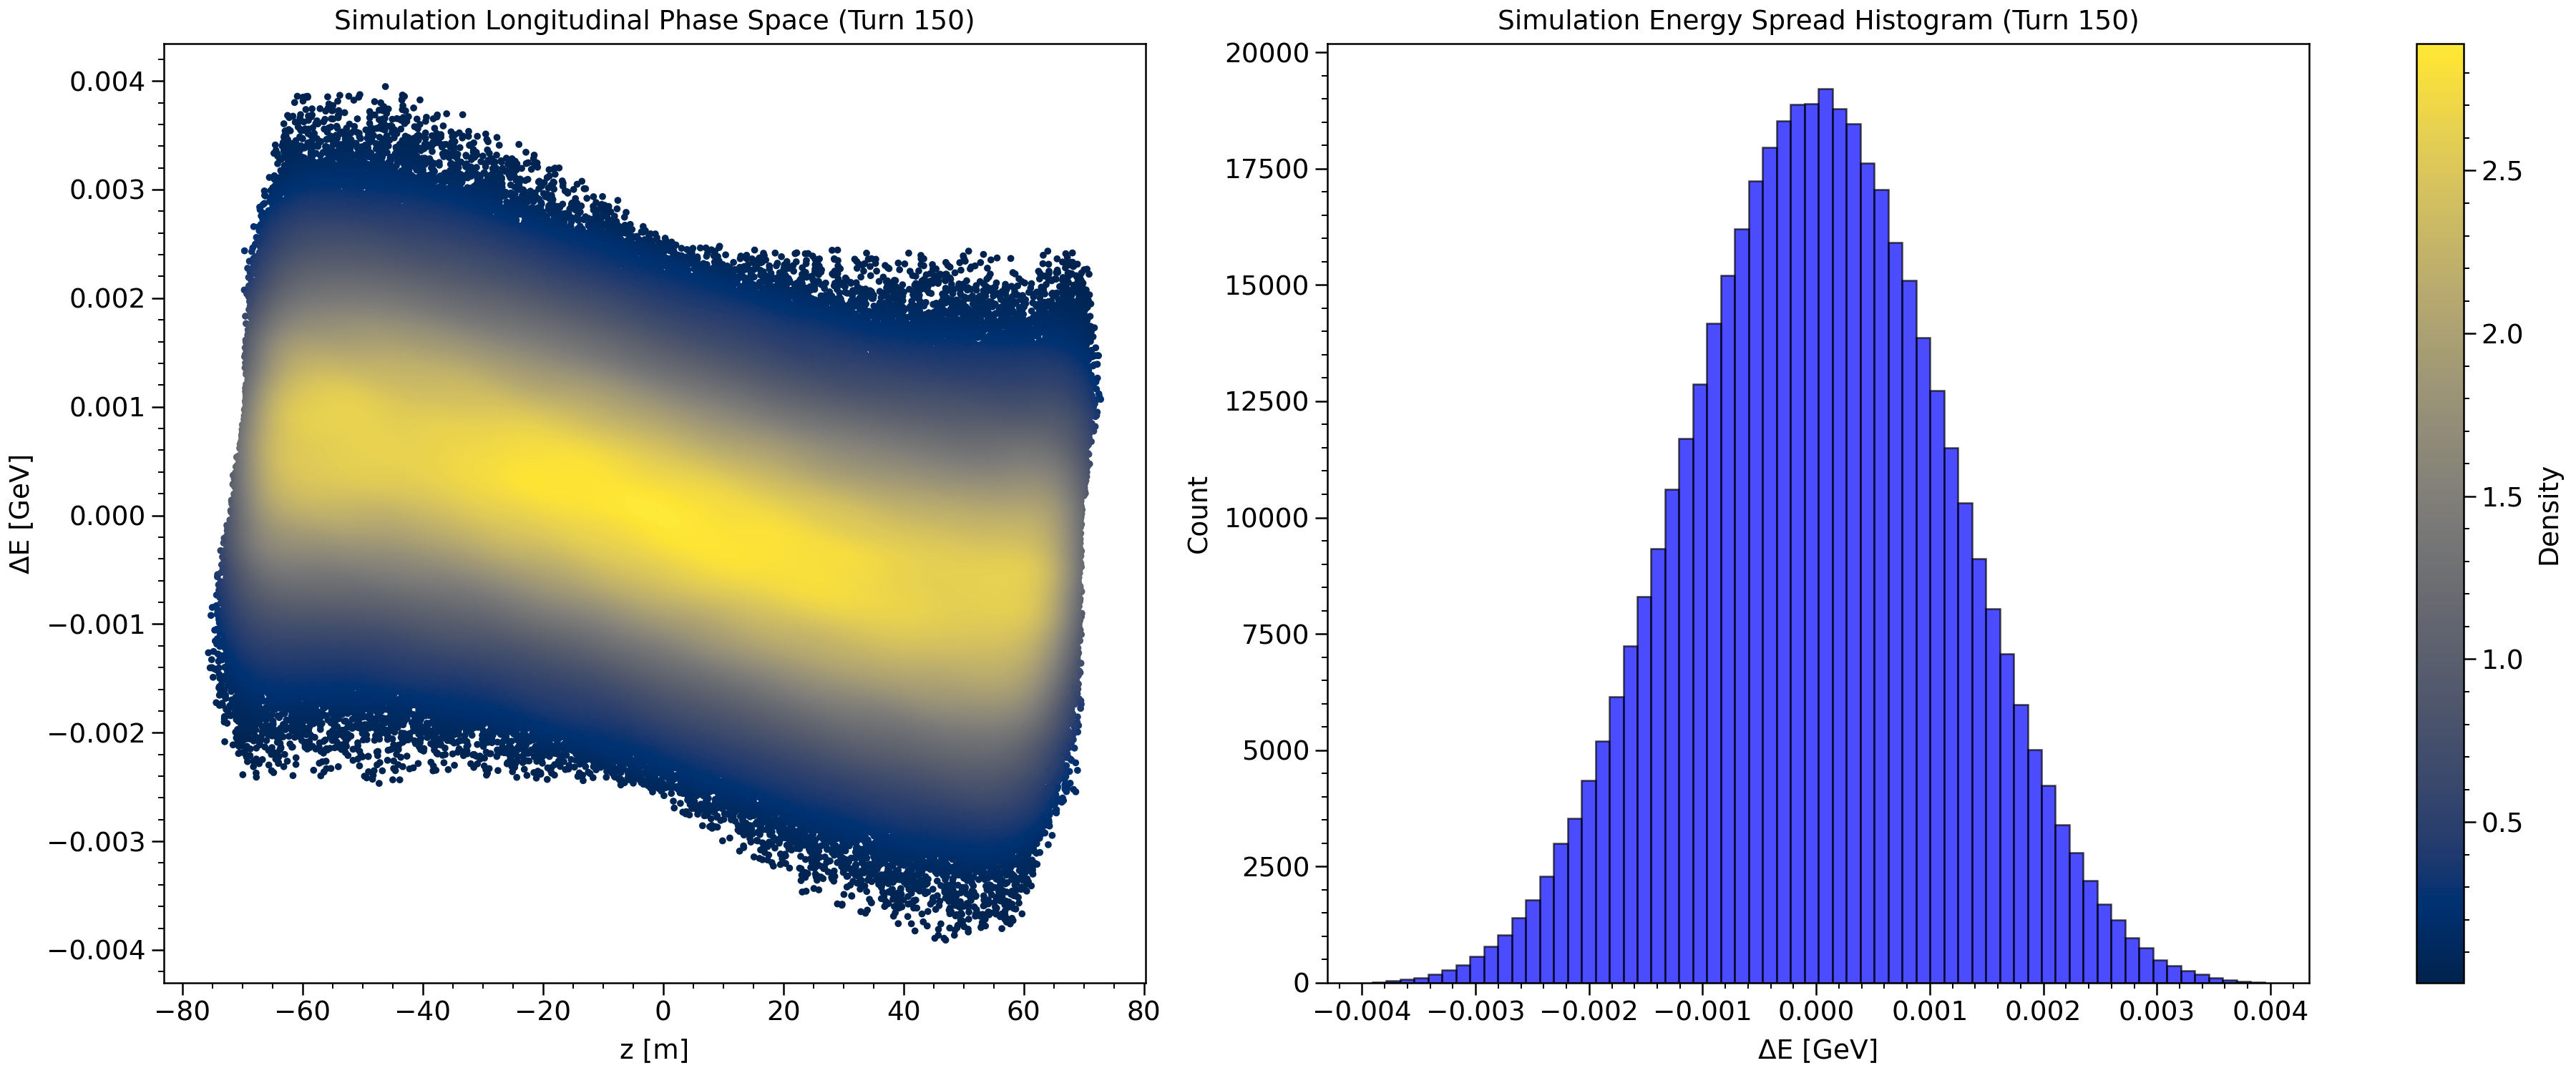 Simulation Longitudinal Phase Space (Turn 150)
ΔE [GeV]
0.004
0.003
0.002
0.001
0.000
−0.001
−0.002
−0.003
−0.004
−80 −60 −40 −20 0 20 40 60 80
z [m]
Simulation Energy Spread Histogram (Turn 150)
Count
20000
17500
15000
12500
10000
7500
5000
2500
0
−0.004 −0.003 −0.002 −0.001 0.000 0.001 0.002 0.003 0.004
ΔE [GeV]
2.5
2.0
1.5
1.0
0.5
Density